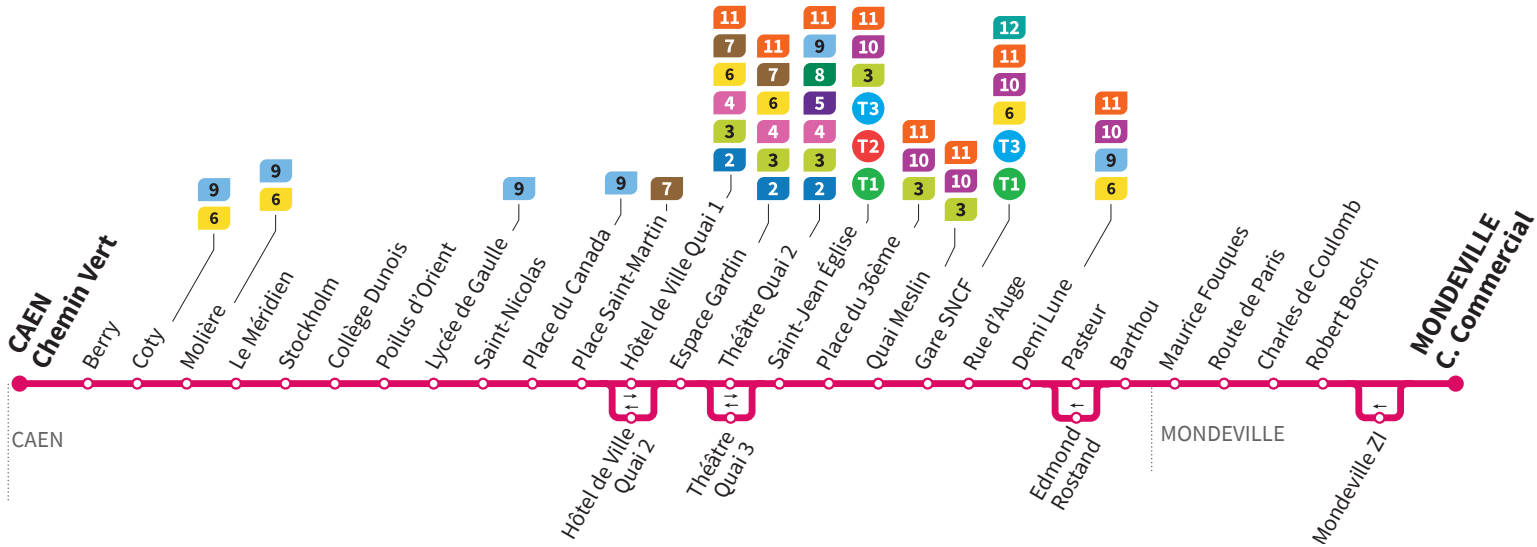 11
7
6
4
3
2
11
7
6
4
3
2
11
9
8
5
4
3
2
11
10
3
T3
T2
T1
11
10
3
11
10
3
12
11
10
6
T3
T1
11
10
9
6
9
6
9
6
9
9
7
CAEN
Chemin Vert
Berry
Coty
Molière
Le Méridien
Stockholm
Collège Dunois
Poilus d'Orient
Lycée de Gaulle
Saint-Nicolas
Place du Canada
Place Saint-Martin
Hôtel de Ville Quai 1
Espace Gardin
Théâtre Quai 2
Saint-Jean Église
Place du 36ème
Quai Meslin
Gare SNCF
Rue d'Auge
Demi Lune
Pasteur
Barthou
Maurice Fouques
Route de Paris
Charles de Coulomb
Robert Bosch
MONDEVILLE
C. Commercial
CAEN
Hôtel de Ville
Quai 2
Théâtre
Quai 3
Edmond
Rostand
MONDEVILLE
Mondeville ZI